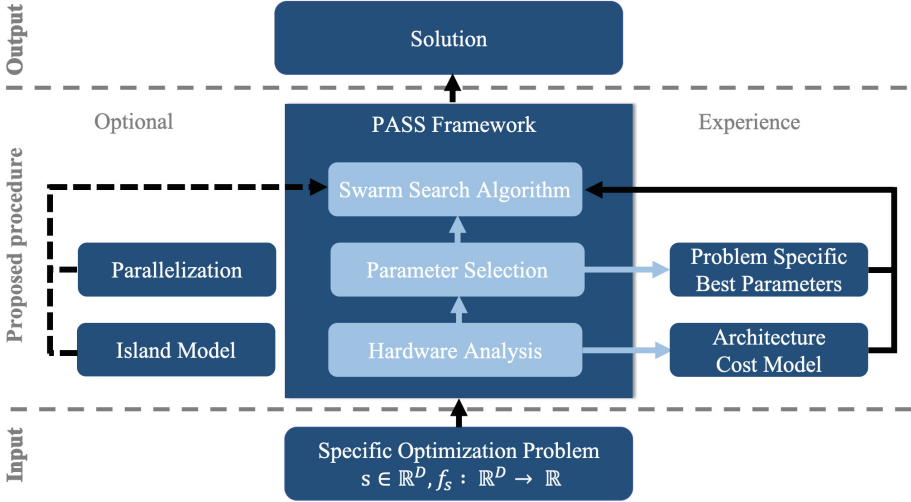 Output
Solution
Proposed procedure
Optional
PASS Framework
Experience
Swarm Search Algorithm
Parallelization
Parameter Selection
Problem Specific
Best Parameters
Island Model
Hardware Analysis
Architecture
Cost Model
Input
Specific Optimization Problem
s ∈ ℝ^D, f_s : ℝ^D → ℝ